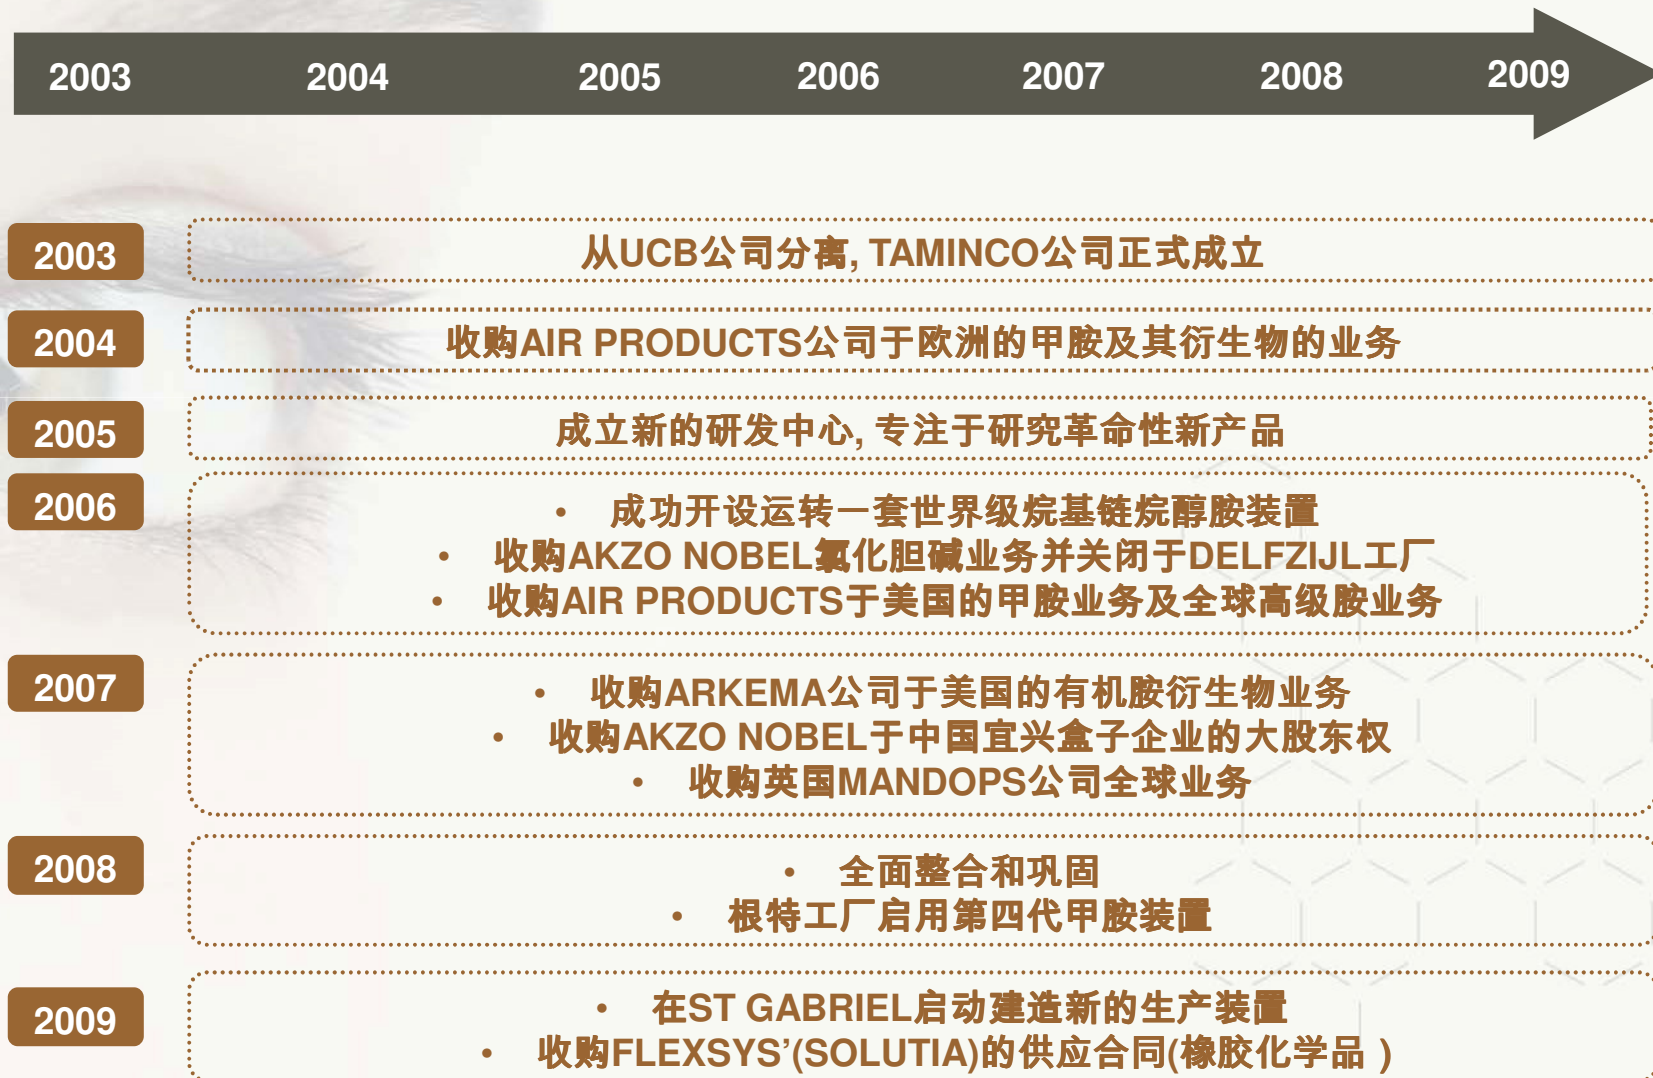 2003 2004 2005 2006 2007 2008 2009
2003
从UCB公司分离, TAMINCO公司正式成立
2004
收购AIR PRODUCTS公司于欧洲的甲胺及其衍生物的业务
2005
成立新的研发中心, 专注于研究革命性新产品
2006
• 成功开设运转一套世界级烷基链烷醇胺装置
• 收购AKZO NOBEL氯化胆碱业务并关闭于DELFZIJL工厂
• 收购AIR PRODUCTS于美国的甲胺业务及全球高级胺业务
2007
• 收购ARKEMA公司于美国的有机胺衍生物业务
• 收购AKZO NOBEL于中国宜兴盒子企业的大股东权
• 收购英国MANDOPS公司全球业务
2008
• 全面整合和巩固
• 根特工厂启用第四代甲胺装置
2009
• 在ST GABRIEL启动建造新的生产装置
• 收购FLEXSYS’(SOLUTIA)的供应合同(橡胶化学品 )